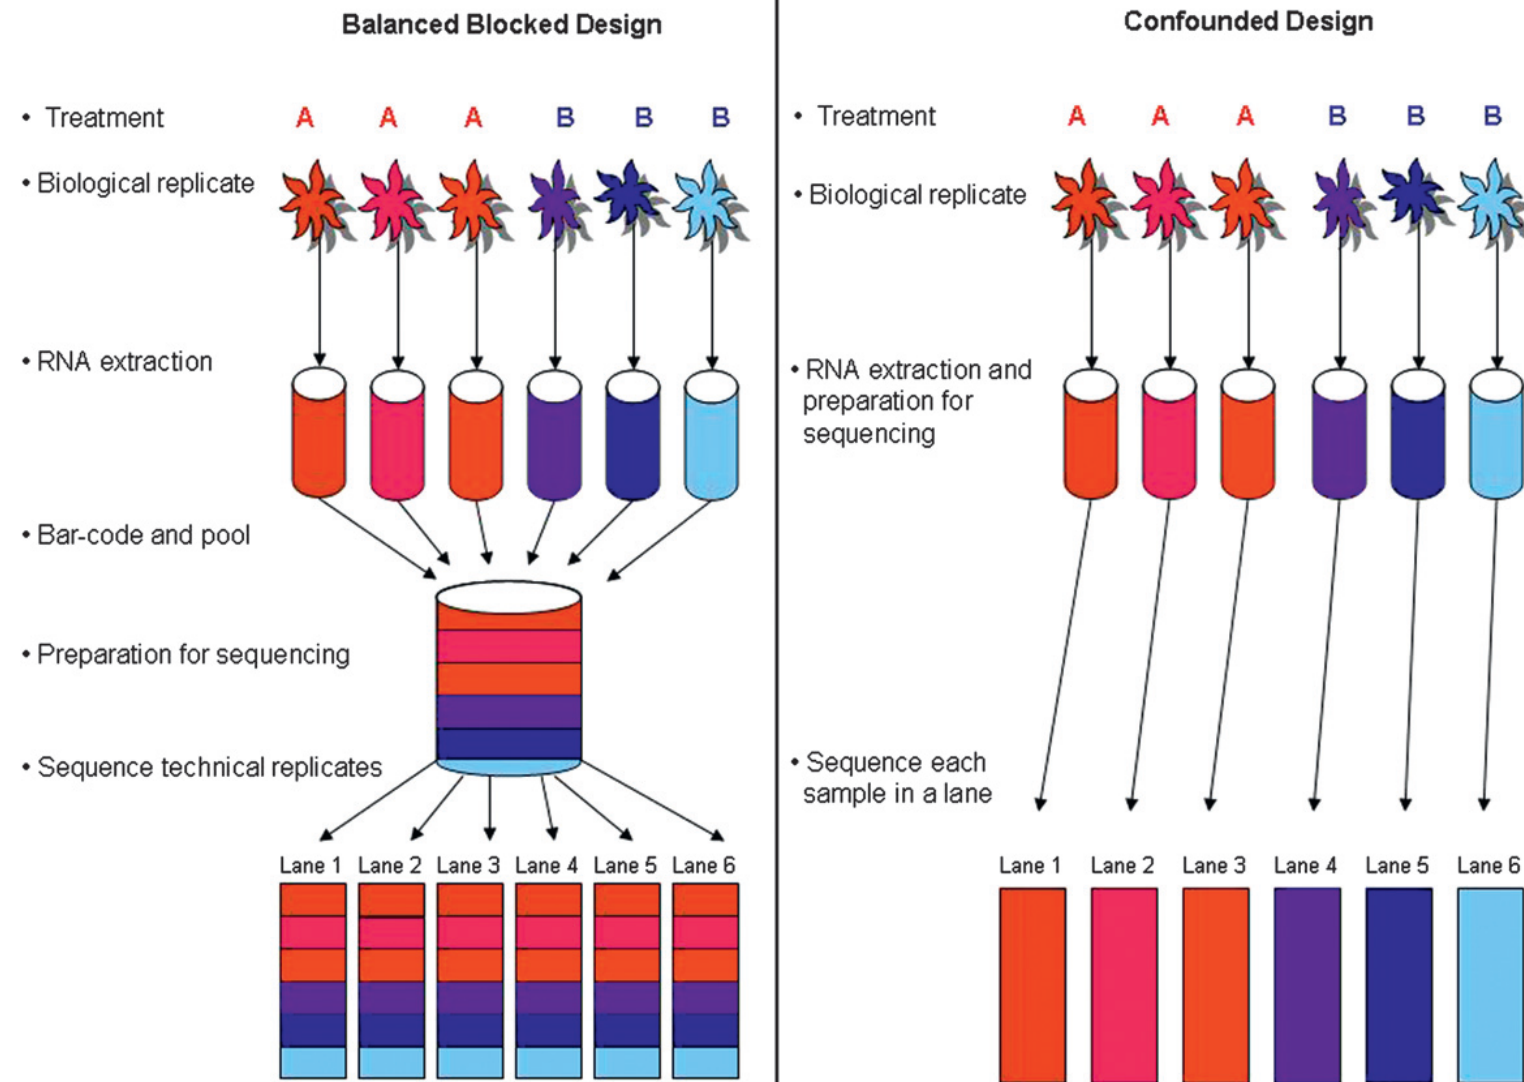 Balanced Blocked Design
• Treatment
A A A B B B
• Biological replicate
• RNA extraction
• Bar-code and pool
• Preparation for sequencing
• Sequence technical replicates
Lane 1 Lane 2 Lane 3 Lane 4 Lane 5 Lane 6
Confounded Design
• Treatment
A A A B B B
• Biological replicate
• RNA extraction and
preparation for
sequencing
• Sequence each
sample in a lane
Lane 1 Lane 2 Lane 3 Lane 4 Lane 5 Lane 6